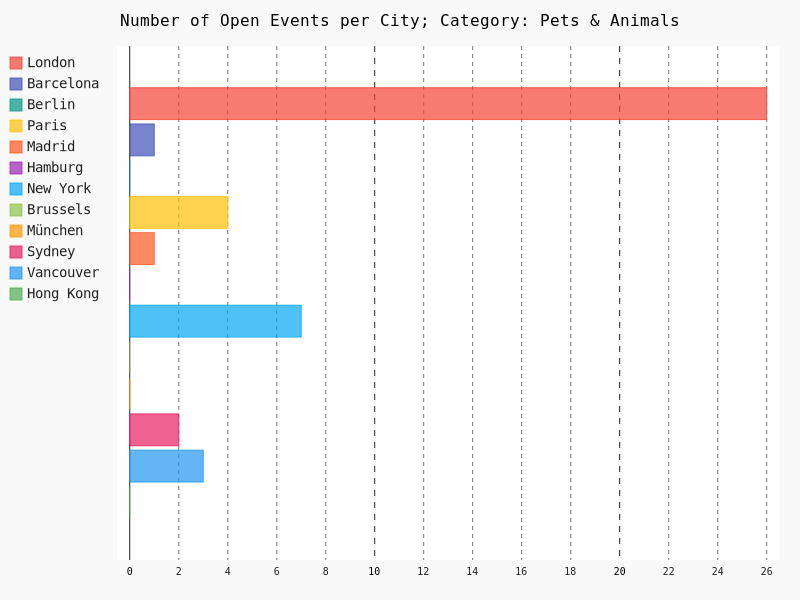 Number of Open Events per City; Category: Pets & Animals
London
Barcelona
Berlin
Paris
Madrid
Hamburg
New York
Brussels
München
Sydney
Vancouver
Hong Kong
0 2 4 6 8 10 12 14 16 18 20 22 24 26